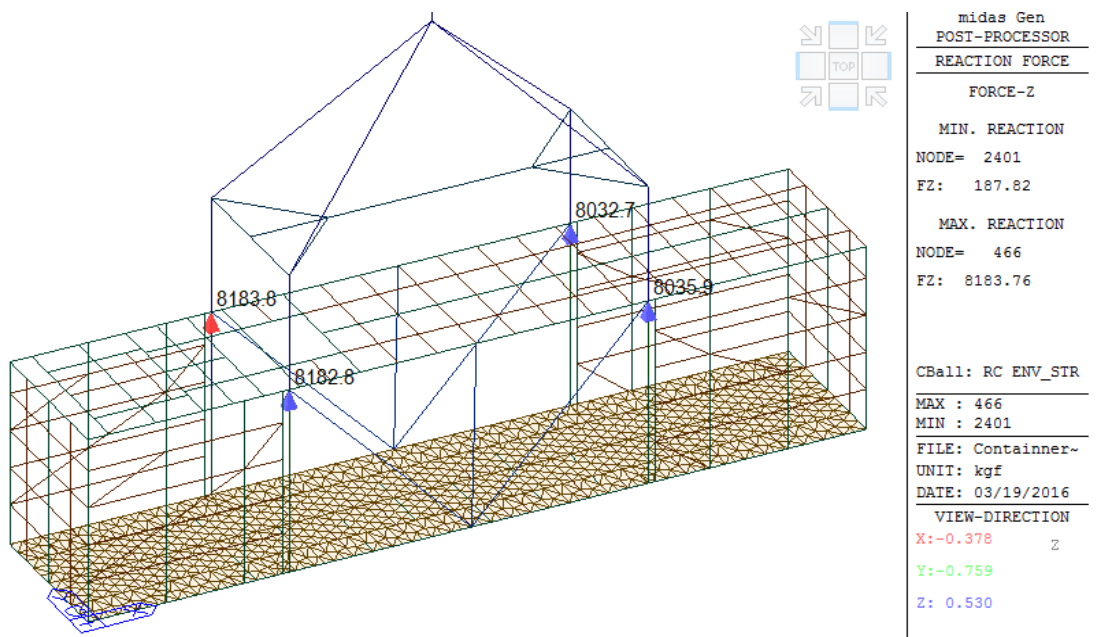 TOP
8032.7
8035.9
8183.8
8182.8
midas Gen
POST-PROCESSOR
REACTION FORCE
FORCE-Z
MIN. REACTION
NODE= 2401
FZ: 187.82
MAX. REACTION
NODE= 466
FZ: 8183.76
CBall: RC ENV_STR
MAX : 466
MIN : 2401
FILE: Containner~
UNIT: kgf
DATE: 03/19/2016
VIEW-DIRECTION
X:-0.378
Z
Y:-0.759
Z: 0.530